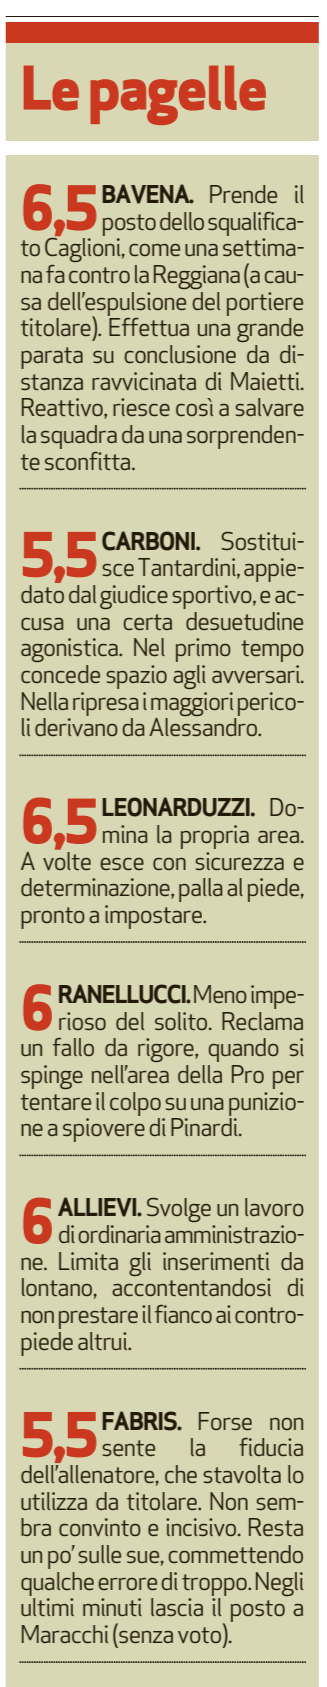 Le pagelle
6,5 BAVENA. Prende il
posto dello squalifica-
to Caglioni, come una settima-
na fa contro la Reggiana (a cau-
sa dell'espulsione del portiere
titolare). Effettua una grande
parata su conclusione da di-
stanza ravvicinata di Maietti.
Reattivo, riesce così a salvare
la squadra da una sorprenden-
te sconfitta.
5,5 CARBONI. Sostitui-
sce Tantardini, appie-
dato dal giudice sportivo, e ac-
cusa una certa desuetudine
agonistica. Nel primo tempo
concede spazio agli avversari.
Nella ripresa i maggiori perico-
li derivano da Alessandro.
6,5 LEONARDUZZI. Do-
mina la propria area.
A volte esce con sicurezza e
determinazione, palla al piede,
pronto a impostare.
6 RANELLUCCI. Meno impe-
rioso del solito. Reclama
un fallo da rigore, quando si
spinge nell'area della Pro per
tentare il colpo su una punizio-
ne a spiovere di Pinardi.
6 ALLIEVI. Svolge un lavoro
di ordinaria amministrazio-
ne. Limita gli inserimenti da
lontano, accontentandosi di
non prestare il fianco ai contro-
piede altrui.
5,5 FABRIS. Forse non
sente la fiducia
dell'allenatore, che stavolta lo
utilizza da titolare. Non sem-
bra convinto e incisivo. Resta
un po' sulle sue, commettendo
qualche errore di troppo. Negli
ultimi minuti lascia il posto a
Maracchi (senza voto).